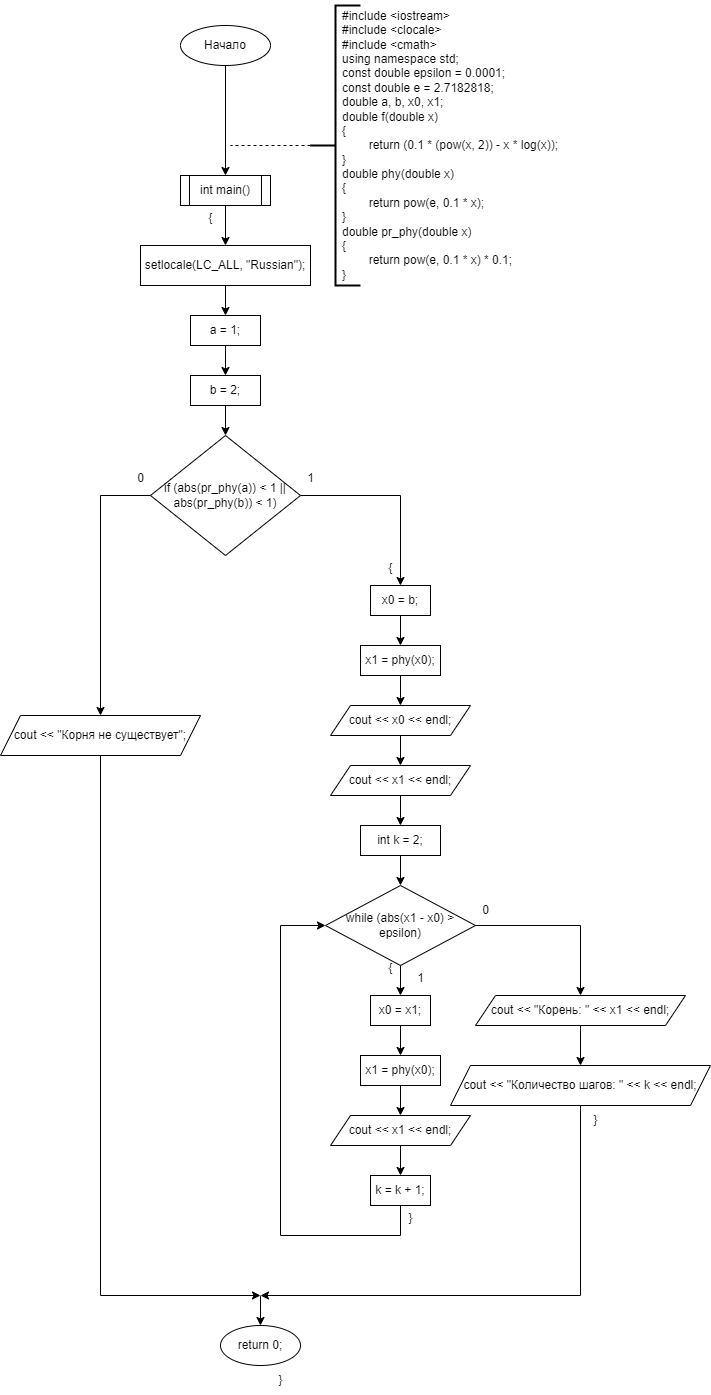 Начало
#include <iostream>
#include <clocale>
#include <cmath>
using namespace std;
const double epsilon = 0.0001;
const double e = 2.7182818;
double a, b, x0, x1;
double f(double x)
{
return (0.1 * (pow(x, 2)) - x * log(x));
}
double phy(double x)
{
return pow(e, 0.1 * x);
}
double pr_phy(double x)
{
return pow(e, 0.1 * x) * 0.1;
}
int main()
{
setlocale(LC_ALL, "Russian");
a = 1;
b = 2;
if (abs(pr_phy(a)) < 1 ||
abs(pr_phy(b)) < 1)
0
1
{
x0 = b;
x1 = phy(x0);
cout << x0 << endl;
cout << "Корня не существует";
cout << x1 << endl;
int k = 2;
while (abs(x1 - x0) >
epsilon)
0
{
1
x0 = x1;
cout << "Корень: " << x1 << endl;
x1 = phy(x0);
cout << "Количество шагов: " << k << endl;
}
cout << x1 << endl;
k = k + 1;
}
return 0;
}